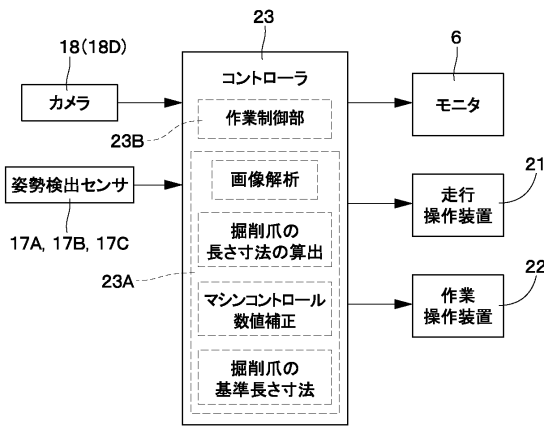 23
18(18D)
カメラ
コントローラ
6
モニタ
作業制御部
23B
姿勢検出センサ
17A, 17B, 17C
画像解析
21
走行
操作装置
掘削爪の
長さ寸法の算出
23A
マシンコントロール
数値補正
22
作業
操作装置
掘削爪の
基準長さ寸法